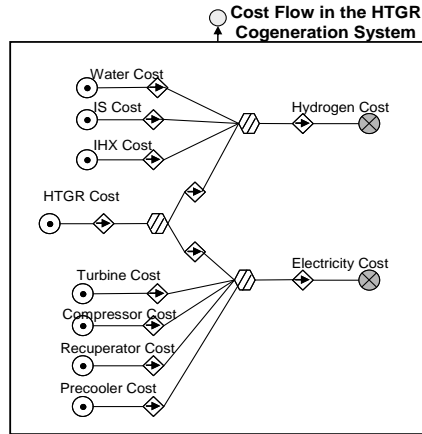 Cost Flow in the HTGR
Cogeneration System
Water Cost
IS Cost
Hydrogen Cost
IHX Cost
HTGR Cost
Electricity Cost
Turbine Cost
Compressor Cost
Recuperator Cost
Precooler Cost